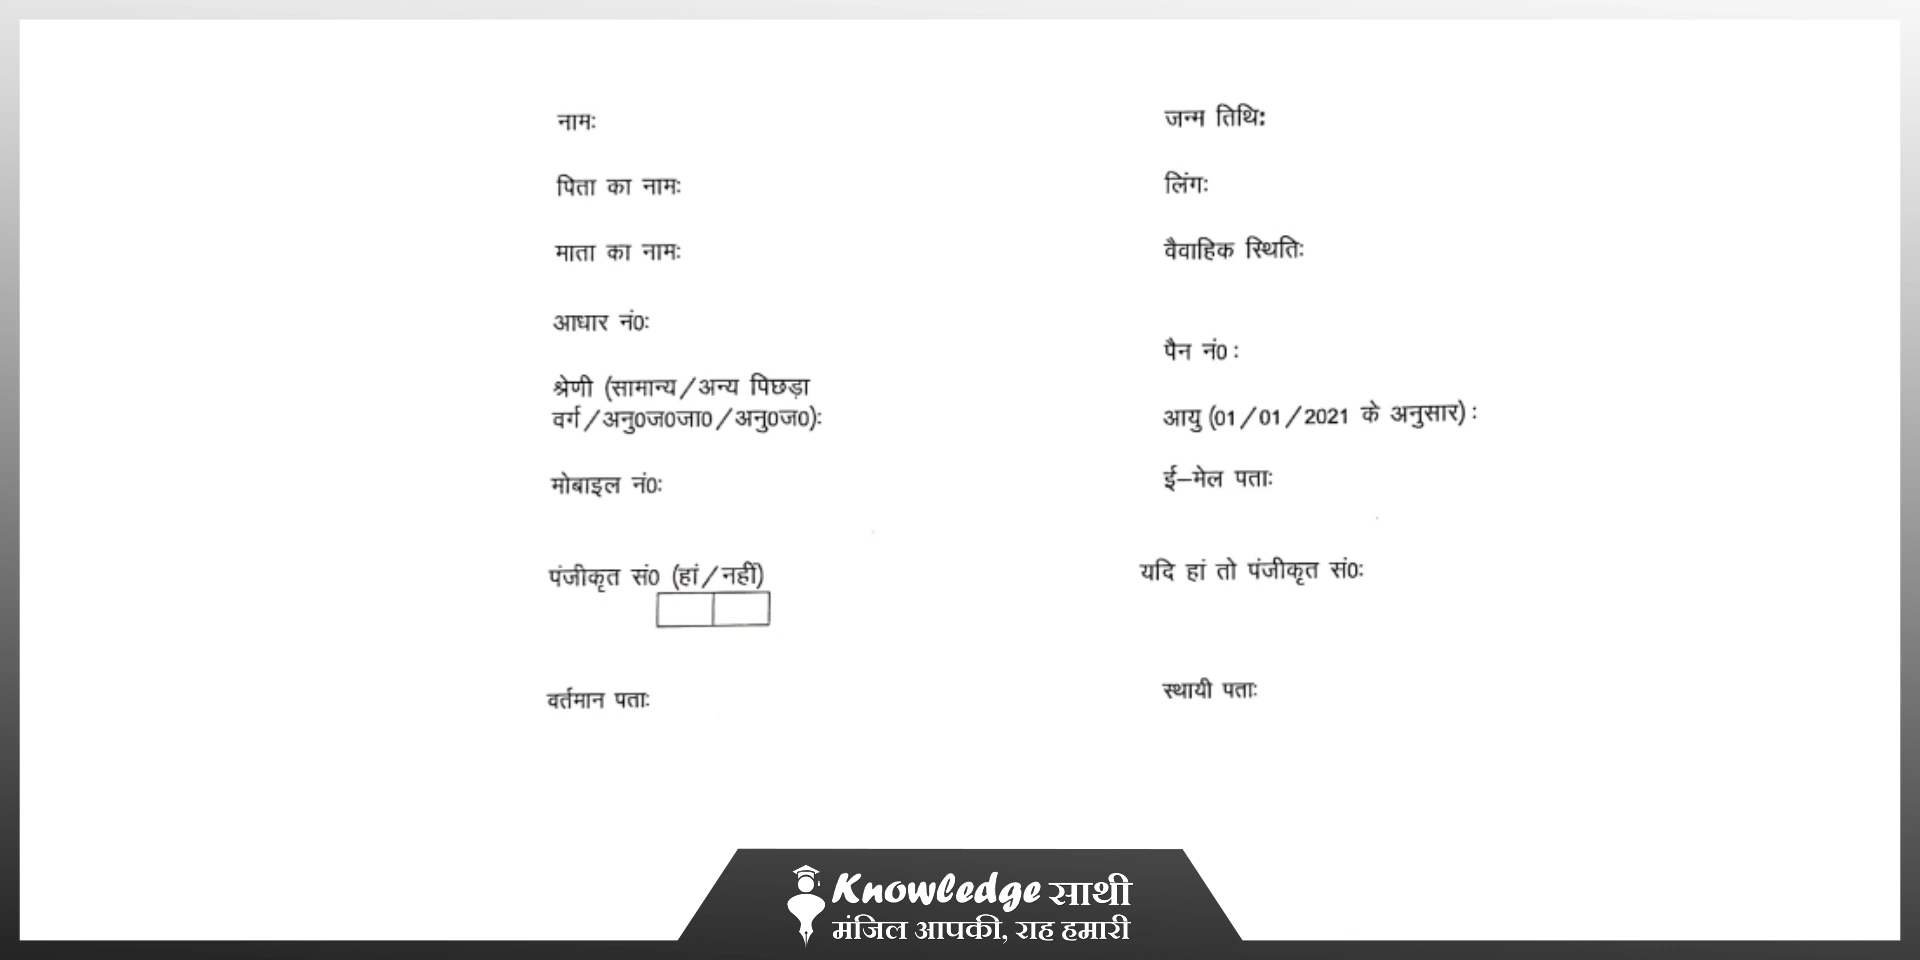 नामः
जन्म तिथि:
पिता का नामः
लिंगः
माता का नामः
वैवाहिक स्थितिः
आधार नं0ः
पैन नं0 :
श्रेणी (सामान्य/अन्य पिछड़ा
वर्ग/अनु0ज0जा0/अनु0ज0)ः
आयु (01/01/2021 के अनुसार) :
मोबाइल नं0ः
ई–मेल पताः
पंजीकृत सं0 (हां/नहीं)
यदि हां तो पंजीकृत सं0ः
वर्तमान पताः
स्थायी पताः
Knowledge साथी
मंजिल आपकी, राह हमारी